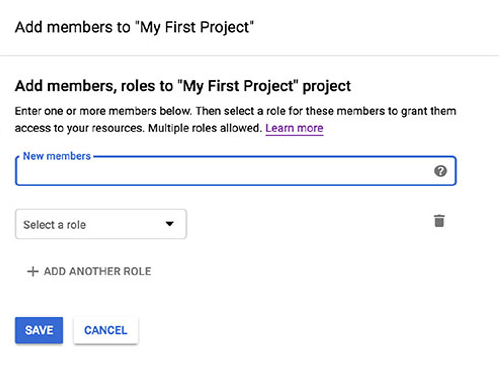 Add members to "My First Project"
Add members, roles to "My First Project" project
Enter one or more members below. Then select a role for these members to grant them
access to your resources. Multiple roles allowed. Learn more
New members
Select a role
ADD ANOTHER ROLE
SAVE CANCEL